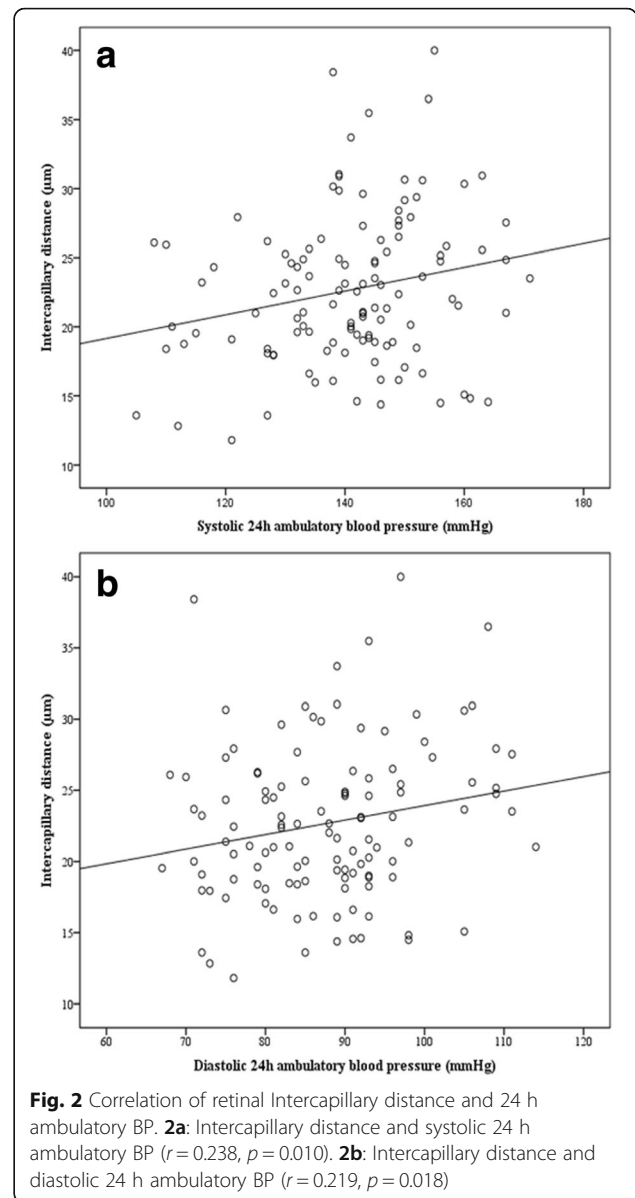 a
40
35
30
25
20
15
10
Intercapillary distance (µm)
100 120 140 160 180
Systolic 24h ambulatory blood pressure (mmHg)
b
40
35
30
25
20
15
10
Intercapillary distance (µm)
60 70 80 90 100 110 120
Diastolic 24h ambulatory blood pressure (mmHg)
Fig. 2 Correlation of retinal Intercapillary distance and 24 h
ambulatory BP. 2a: Intercapillary distance and systolic 24 h
ambulatory BP (r = 0.238, p = 0.010). 2b: Intercapillary distance and
diastolic 24 h ambulatory BP (r = 0.219, p = 0.018)